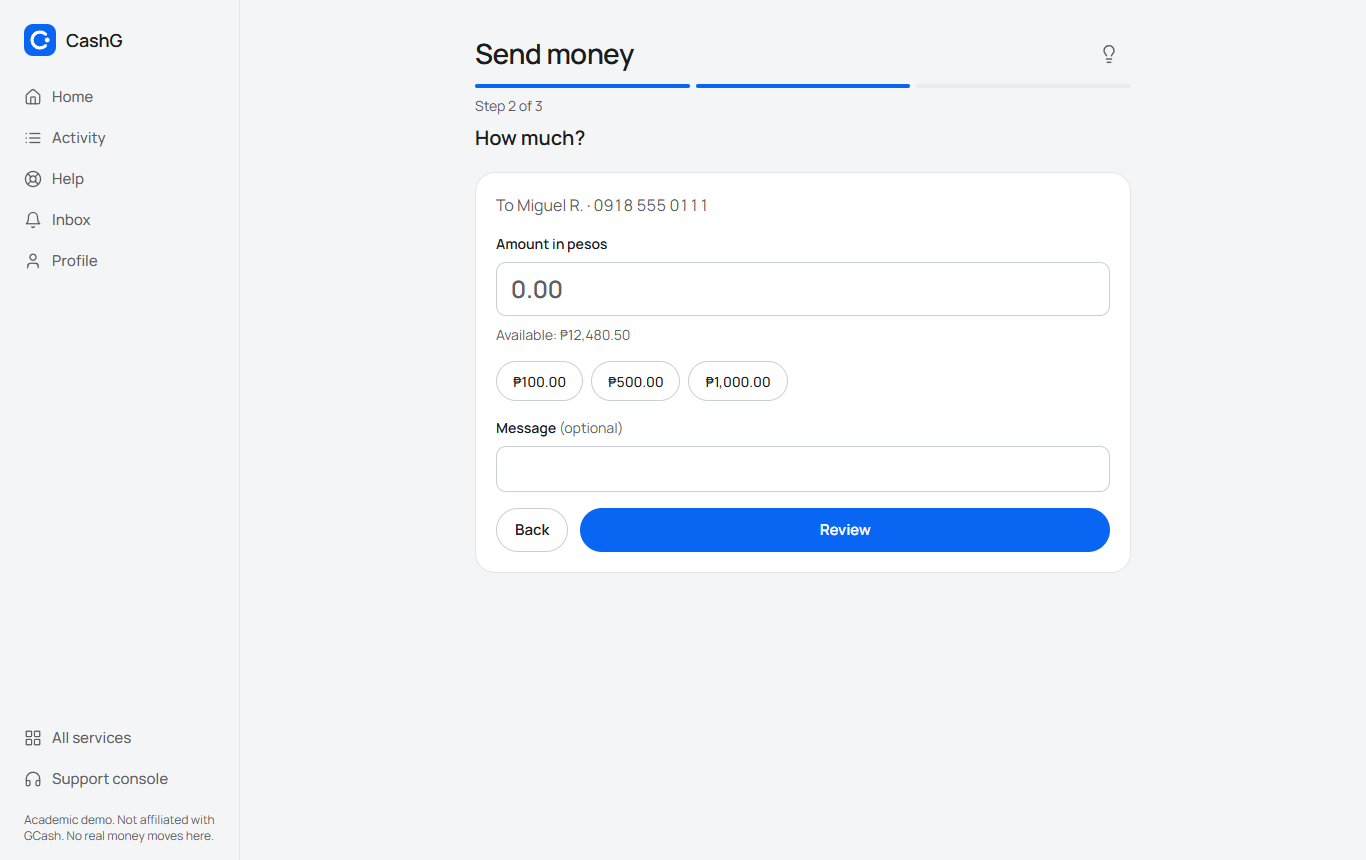 CashG
Home
Activity
Help
Inbox
Profile
All services
Support console
Academic demo. Not affiliated with
GCash. No real money moves here.
Send money
Step 2 of 3
How much?
To Miguel R. · 0918 555 0111
Amount in pesos
0.00
Available: ₱12,480.50
₱100.00
₱500.00
₱1,000.00
Message (optional)
Back
Review